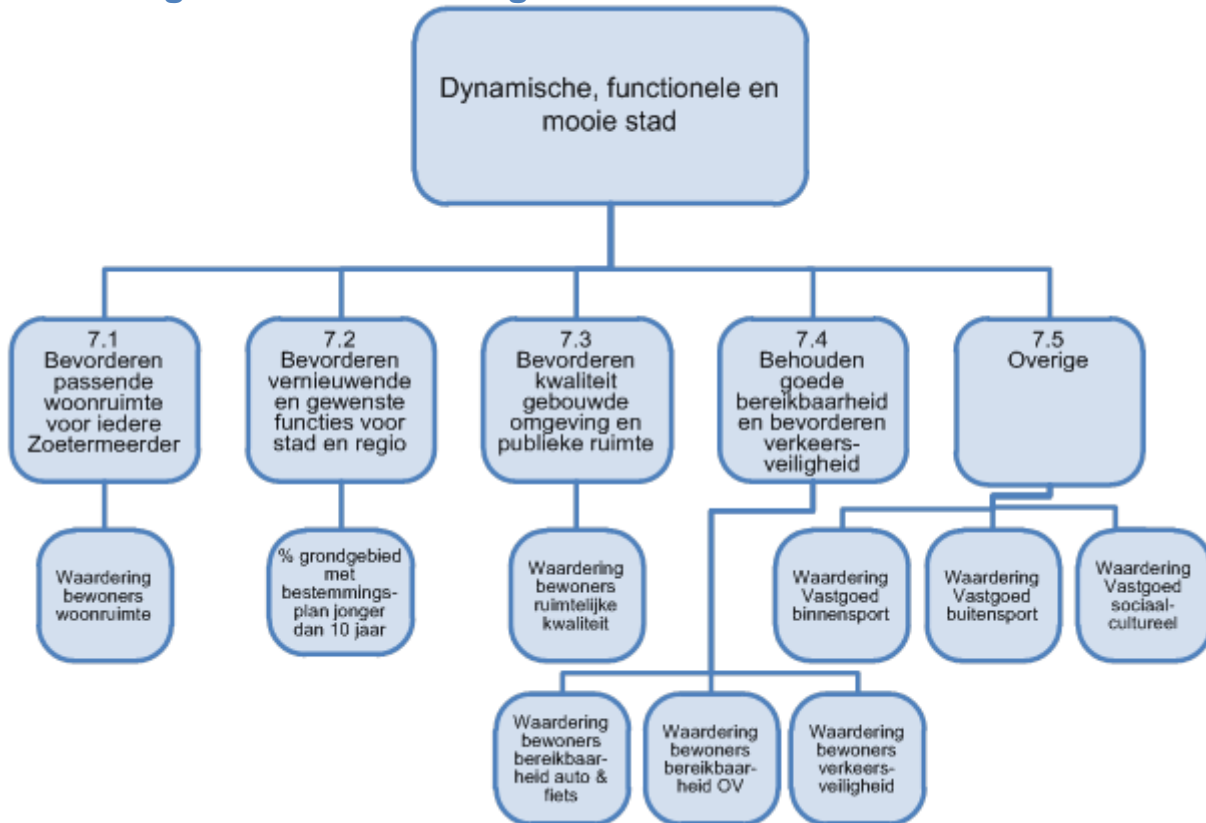 Dynamische, functionele en
mooie stad
7.1
Bevorderen
passende
woonruimte
voor iedere
Zoetermeerder
7.2
Bevorderen
vernieuwende
en gewenste
functies voor
stad en regio
7.3
Bevorderen
kwaliteit
gebouwde
omgeving en
publieke ruimte
7.4
Behouden
goede
bereikbaarheid
en bevorderen
verkeers-
veiligheid
7.5
Overige
Waardering
bewoners
woonruimte
% grondgebied
met
bestemmings-
plan jonger
dan 10 jaar
Waardering
bewoners
ruimtelijke
kwaliteit
Waardering
Vastgoed
binnensport
Waardering
Vastgoed
buitensport
Waardering
Vastgoed
sociaal-
cultureel
Waardering
bewoners
bereikbaar-
heid auto &
fiets
Waardering
bewoners
bereikbaar-
heid OV
Waardering
bewoners
verkeers-
veiligheid